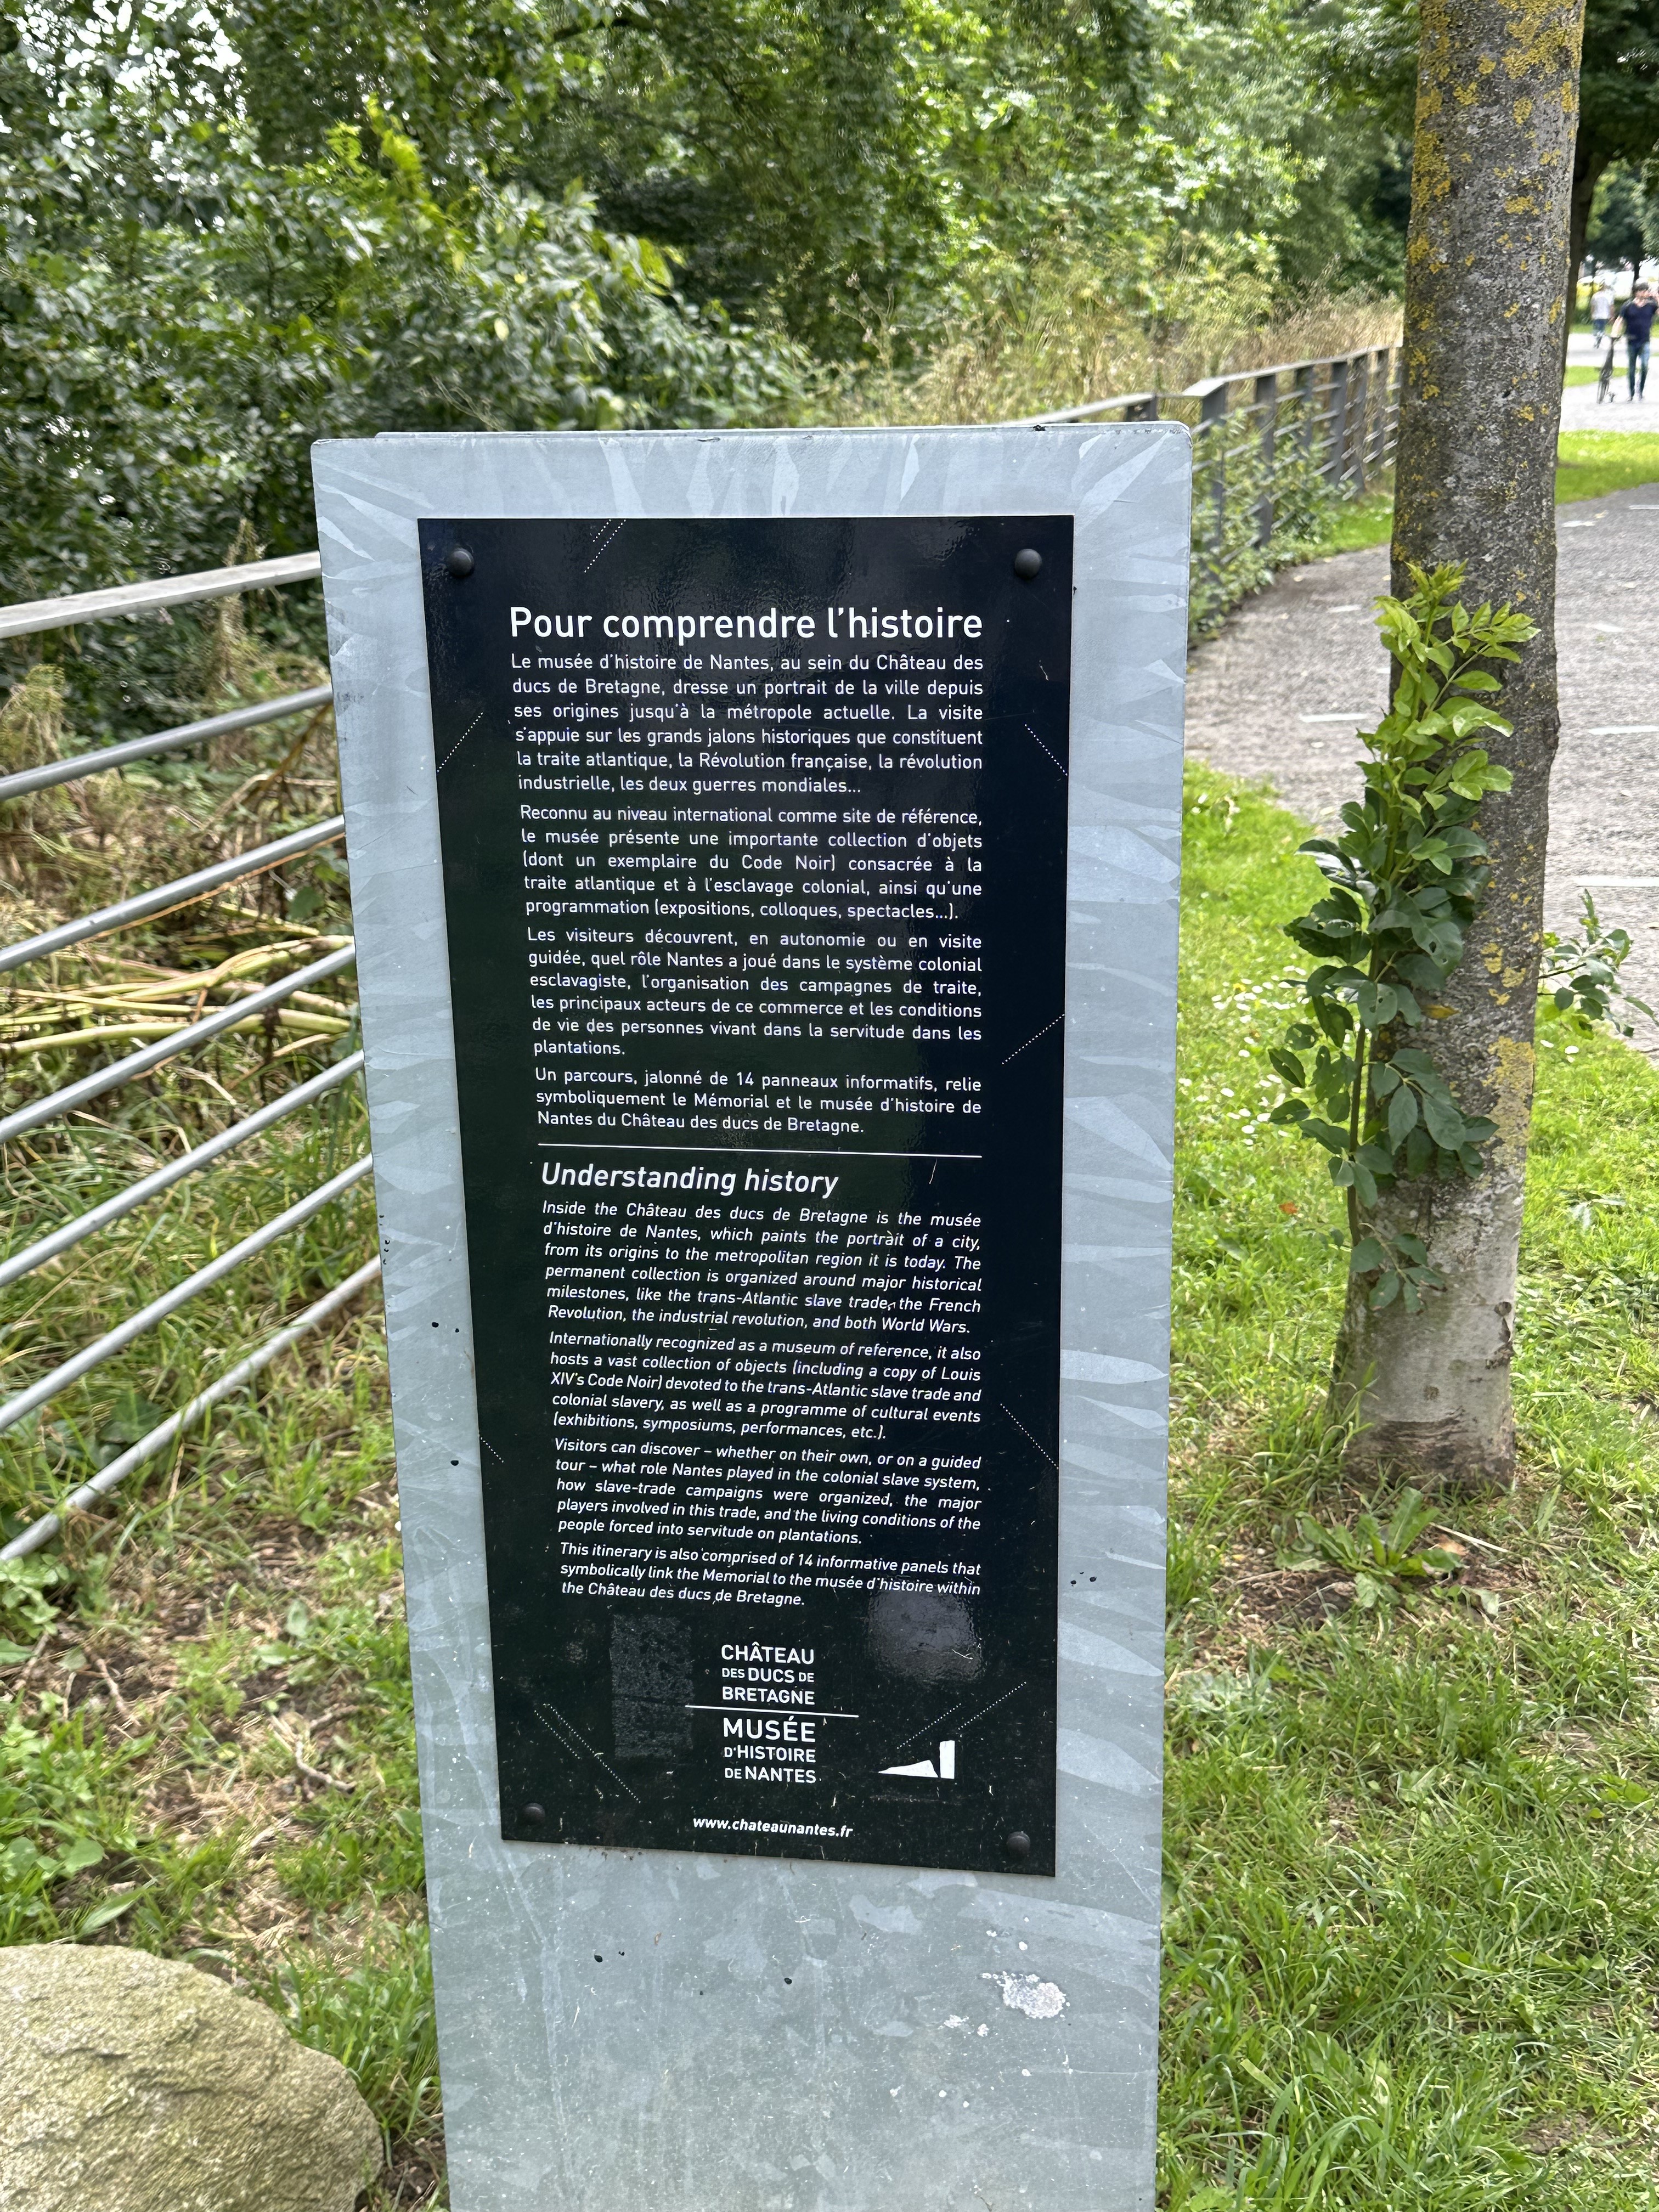 Pour comprendre l'histoire
Le musée d'histoire de Nantes, au sein du Château des
ducs de Bretagne, dresse un portrait de la ville depuis
ses origines jusqu'à la métropole actuelle. La visite
s'appuie sur les grands jalons historiques que constituent
la traite atlantique, la Révolution française, la révolution
industrielle, les deux guerres mondiales...
Reconnu au niveau international comme site de référence,
le musée présente une importante collection d'objets
(dont un exemplaire du Code Noir) consacrée à la
traite atlantique et à l'esclavage colonial, ainsi qu'une
programmation (expositions, colloques, spectacles...).
Les visiteurs découvrent, en autonomie ou en visite
guidée, quel rôle Nantes a joué dans le système colonial
esclavagiste, l'organisation des campagnes de traite,
les principaux acteurs de ce commerce et les conditions
de vie des personnes vivant dans la servitude dans les
plantations.
Un parcours, jalonné de 14 panneaux informatifs, relie
symboliquement le Mémorial et le musée d'histoire de
Nantes du Château des ducs de Bretagne.
Understanding history
Inside the Château des ducs de Bretagne is the musée
d'histoire de Nantes, which paints the portrait of a city,
from its origins to the metropolitan region it is today. The
permanent collection is organized around major historical
milestones, like the trans-Atlantic slave trade, the French
Revolution, the industrial revolution, and both World Wars.
Internationally recognized as a museum of reference, it also
hosts a vast collection of objects (including a copy of Louis
XIV's Code Noir) devoted to the trans-Atlantic slave trade and
colonial slavery, as well as a programme of cultural events
(exhibitions, symposiums, performances, etc.).
Visitors can discover – whether on their own, or on a guided
tour – what role Nantes played in the colonial slave system,
how slave-trade campaigns were organized, the major
players involved in this trade, and the living conditions of the
people forced into servitude on plantations.
This itinerary is also comprised of 14 informative panels that
symbolically link the Memorial to the musée d'histoire within
the Château des ducs de Bretagne.
CHÂTEAU
DES DUCS DE
BRETAGNE
MUSÉE
D'HISTOIRE
DE NANTES
www.chateaunantes.fr